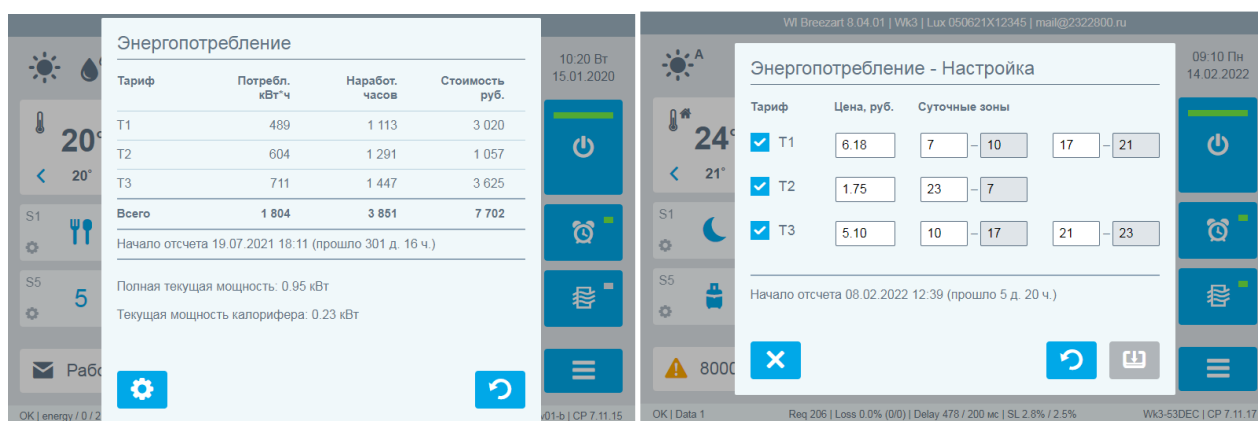 Энергопотребление
10:20 Вт
15.01.2020
Тариф Потребл. кВт*ч Наработ. часов Стоимость руб.
T1 489 1 113 3 020
T2 604 1 291 1 057
T3 711 1 447 3 625
Всего 1 804 3 851 7 702
Начало отсчета 19.07.2021 18:11 (прошло 301 д. 16 ч.)
Полная текущая мощность: 0.95 кВт
Текущая мощность калорифера: 0.23 кВт
20°
20°
S1
S5
5
OK | energy / 0 / 2
v01-b | CP 7.11.15
WI Breezart 8.04.01 | Wk3 | Lux 050621X12345 | mail@2322800.ru
A
09:10 Пн
14.02.2022
Энергопотребление - Настройка
Тариф Цена, руб. Суточные зоны
T1 6.18 7 – 10 17 – 21
T2 1.75 23 – 7
T3 5.10 10 – 17 21 – 23
Начало отсчета 08.02.2022 12:39 (прошло 5 д. 20 ч.)
24°
21°
S1
S5
8000
OK | Data 1 Req 206 | Loss 0.0% (0/0) | Delay 478 / 200 мс | SL 2.8% / 2.5% Wk3-53DEC | CP 7.11.17